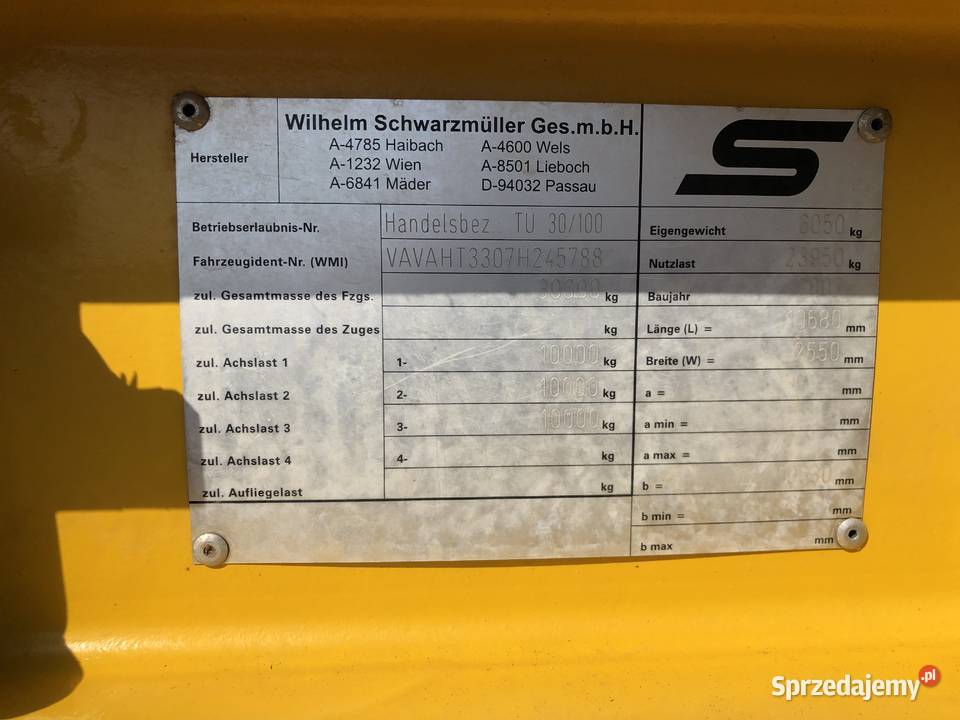 Hersteller
Wilhelm Schwarzmüller Ges.m.b.H.
A-4785 Haibach A-4600 Wels
A-1232 Wien A-8501 Lieboch
A-6841 Mäder D-94032 Passau
Betriebserlaubnis-Nr. Handelsbez.: TU 30/100 Eigengewicht 6050 kg
Fahrzeugident-Nr. (WMI) VAVAHT3307H245788 Nutzlast 23950 kg
zul. Gesamtmasse des Fzgs. 30000 kg Baujahr
zul. Gesamtmasse des Zuges kg Länge (L) = 10680 mm
zul. Achslast 1 1- 10000 kg Breite (W) = 2550 mm
zul. Achslast 2 2- 10000 kg a = mm
zul. Achslast 3 3- 10000 kg a min = mm
zul. Achslast 4 4- kg a max = mm
zul. Aufliegelast kg b = mm
b min = mm
b max mm
Sprzedajemy.pl